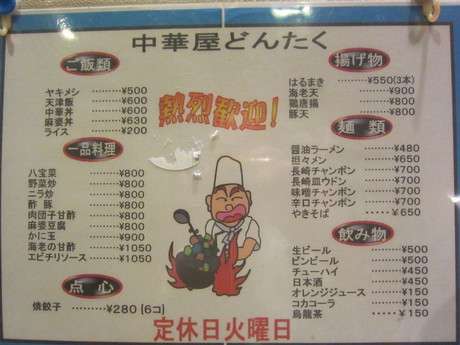 中華屋どんたく
ご飯類
ヤキメシ ………¥500
天津飯 ………¥600
中華丼 ………¥600
麻婆丼 ………¥630
ライス ………¥200
一品料理
八宝菜 ………¥800
野菜炒 ………¥800
ニラ炒 ………¥800
酢豚 ………¥800
肉団子甘酢 ………¥800
麻婆豆腐 ………¥800
かに玉 ………¥900
海老の甘酢 ………¥1050
エビチリソース ………¥1050
点心
焼餃子 ………¥280 [6コ]
熱烈歓迎!
揚げ物
はるまき ………¥550(3本)
海老天 ………¥900
鶏唐揚 ………¥800
豚天 ………¥800
麺類
醤油ラーメン ………¥480
担々メン ………¥650
長崎チャンポン ………¥700
長崎皿ウドン ………¥700
味噌チャンポン ………¥700
辛口チャンポン ………¥700
やきそば ………¥650
飲み物
生ビール ………¥500
ビンビール ………¥500
チューハイ ………¥450
日本酒 ………¥450
オレンジジュース ………¥150
コカコーラ ………¥150
烏龍茶 ………¥150
定休日火曜日